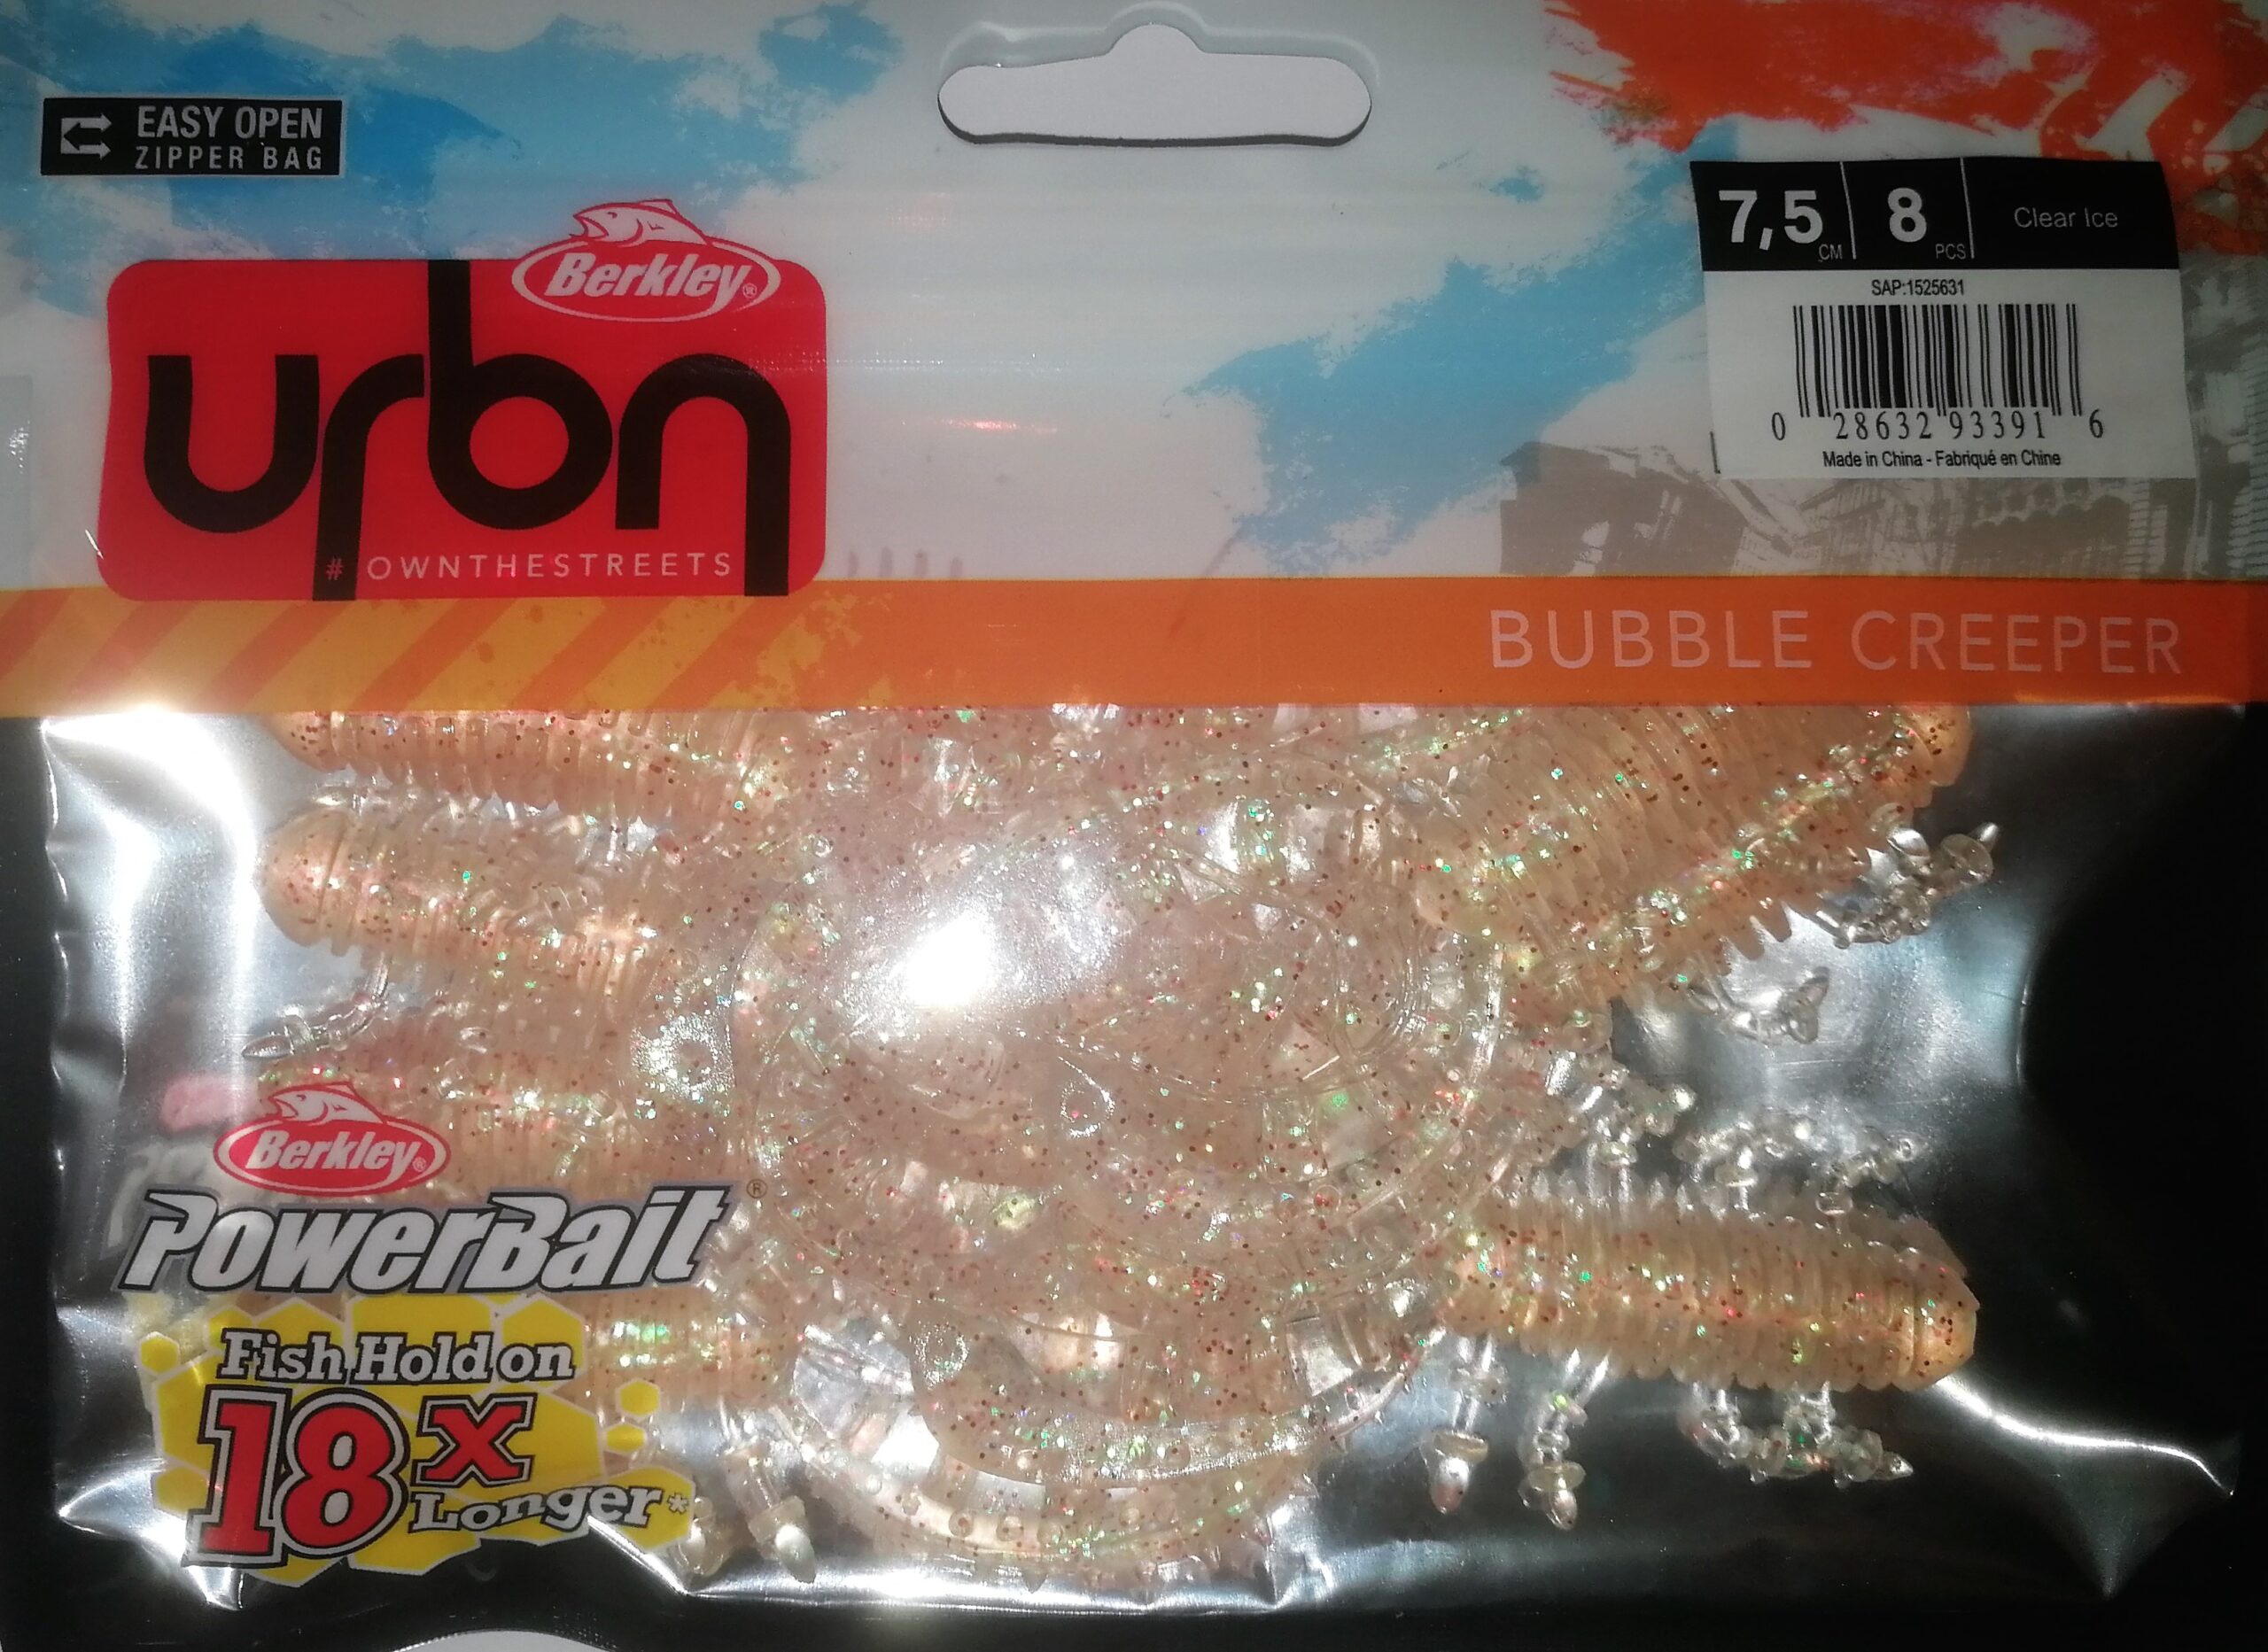 EASY OPEN
ZIPPER BAG
Berkley®
urbn
# OWNTHESTREETS
7,5 CM 8 PCS Clear Ice
SAP:1525631
0 28632 93391 6
Made in China - Fabriqué en Chine
BUBBLE CREEPER
Berkley®
PowerBait®
Fish Hold on
18x
Longer*